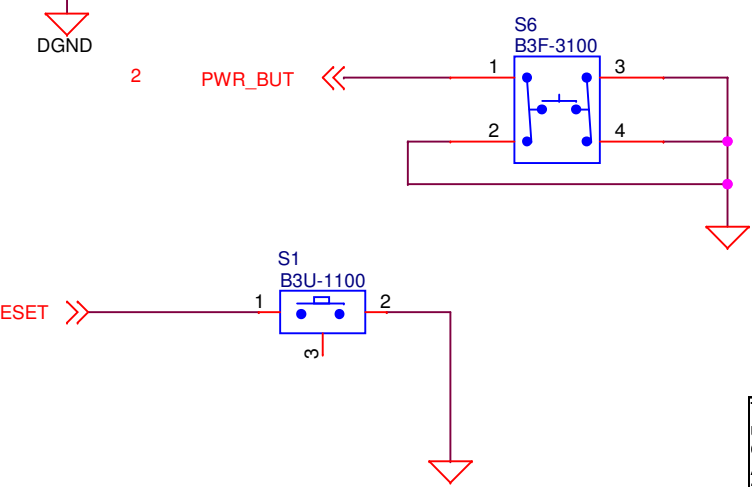 DGND
S6
B3F-3100
2 PWR_BUT
1
3
2
4
S1
B3U-1100
ESET
1
2
3